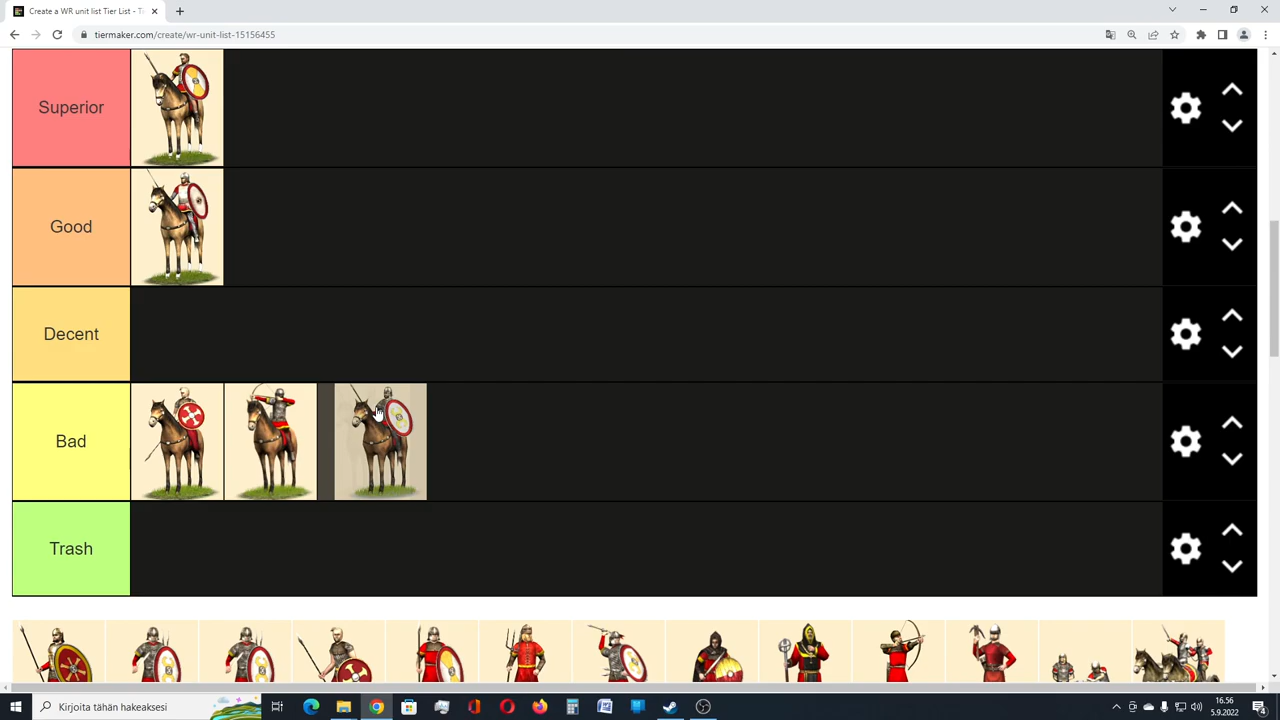 Create a WR unit list Tier List - Ti
tiermaker.com/create/wr-unit-list-15156455
Superior
Good
Decent
Bad
Trash
Kirjoita tähän hakeaksesi
16.56
5.9.2022
4